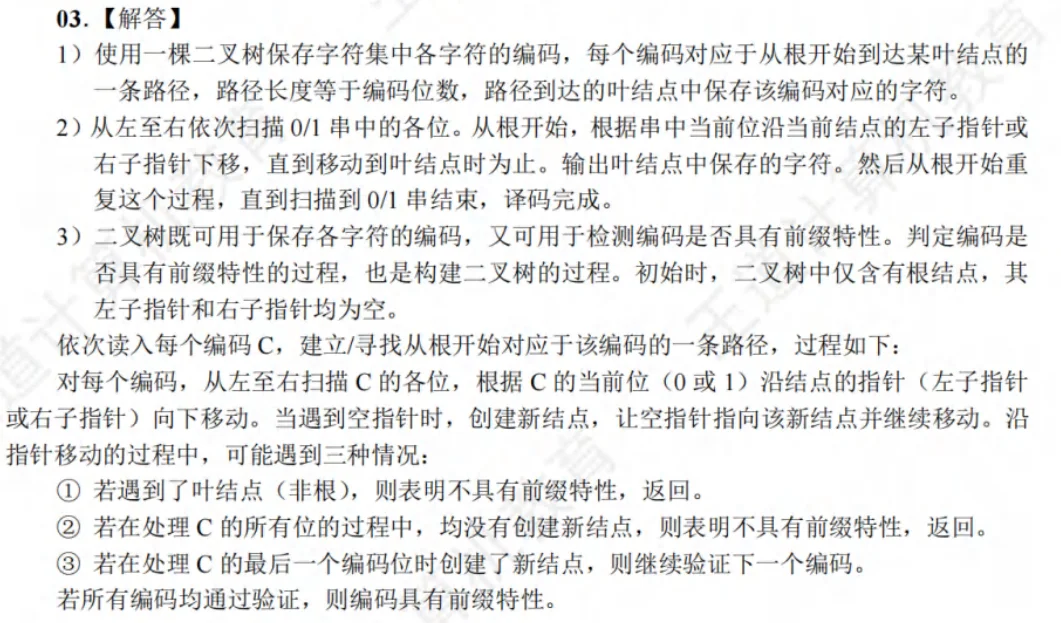 03.【解答】
1）使用一棵二叉树保存字符集中各字符的编码，每个编码对应于从根开始到达某叶结点的
一条路径，路径长度等于编码位数，路径到达的叶结点中保存该编码对应的字符。
2）从左至右依次扫描 0/1 串中的各位。从根开始，根据串中当前位沿当前结点的左子指针或
右子指针下移，直到移动到叶结点时为止。输出叶结点中保存的字符。然后从根开始重
复这个过程，直到扫描到 0/1 串结束，译码完成。
3）二叉树既可用于保存各字符的编码，又可用于检测编码是否具有前缀特性。判定编码是
否具有前缀特性的过程，也是构建二叉树的过程。初始时，二叉树中仅含有根结点，其
左子指针和右子指针均为空。
依次读入每个编码 C，建立/寻找从根开始对应于该编码的一条路径，过程如下：
对每个编码，从左至右扫描 C 的各位，根据 C 的当前位（0 或 1）沿结点的指针（左子指针
或右子指针）向下移动。当遇到空指针时，创建新结点，让空指针指向该新结点并继续移动。沿
指针移动的过程中，可能遇到三种情况：
① 若遇到了叶结点（非根），则表明不具有前缀特性，返回。
② 若在处理 C 的所有位的过程中，均没有创建新结点，则表明不具有前缀特性，返回。
③ 若在处理 C 的最后一个编码位时创建了新结点，则继续验证下一个编码。
若所有编码均通过验证，则编码具有前缀特性。
王道计算机教育